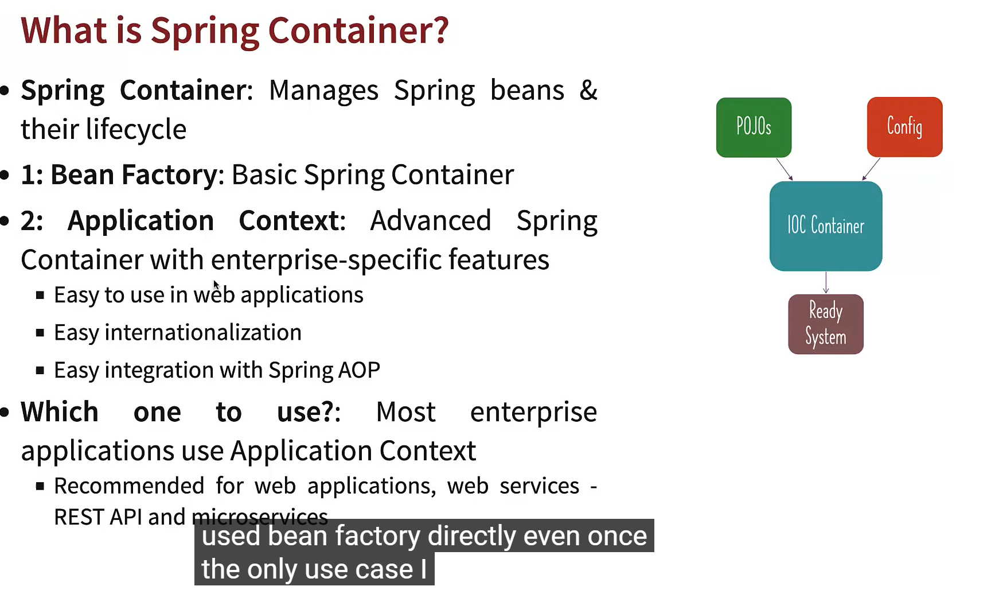 What is Spring Container?
• Spring Container: Manages Spring beans &
their lifecycle
• 1: Bean Factory: Basic Spring Container
• 2: Application Context: Advanced Spring
Container with enterprise-specific features
▪ Easy to use in web applications
▪ Easy internationalization
▪ Easy integration with Spring AOP
• Which one to use?: Most enterprise
applications use Application Context
▪ Recommended for web applications, web services -
REST API and microservices
POJOs
Config
IOC Container
Ready
System
used bean factory directly even once
the only use case I